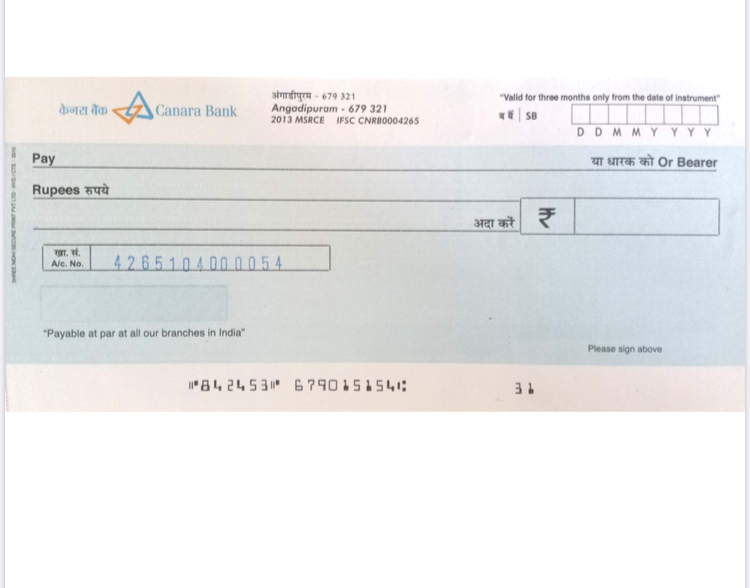 केनरा बैंक Canara Bank
अंगाडीपुरम - 679 321
Angadipuram - 679 321
2013 MSRCE IFSC CNRB0004265
"Valid for three months only from the date of instrument"
ब बैं | SB
D D M M Y Y Y Y
Pay या धारक को Or Bearer
Rupees रुपये
अदा करें ₹
खा. सं.
A/c. No. 4265104000054
"Payable at par at all our branches in India"
Please sign above
⑈842453⑈ 679015154⑆ 31